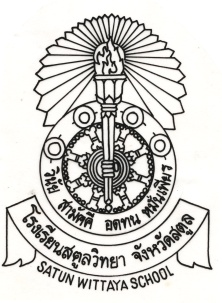 วินัย สามัคคี อดทน หมั่นเพียร
โรงเรียนสตูลวิทยา จังหวัดสตูล
SATUN WITTAYA SCHOOL